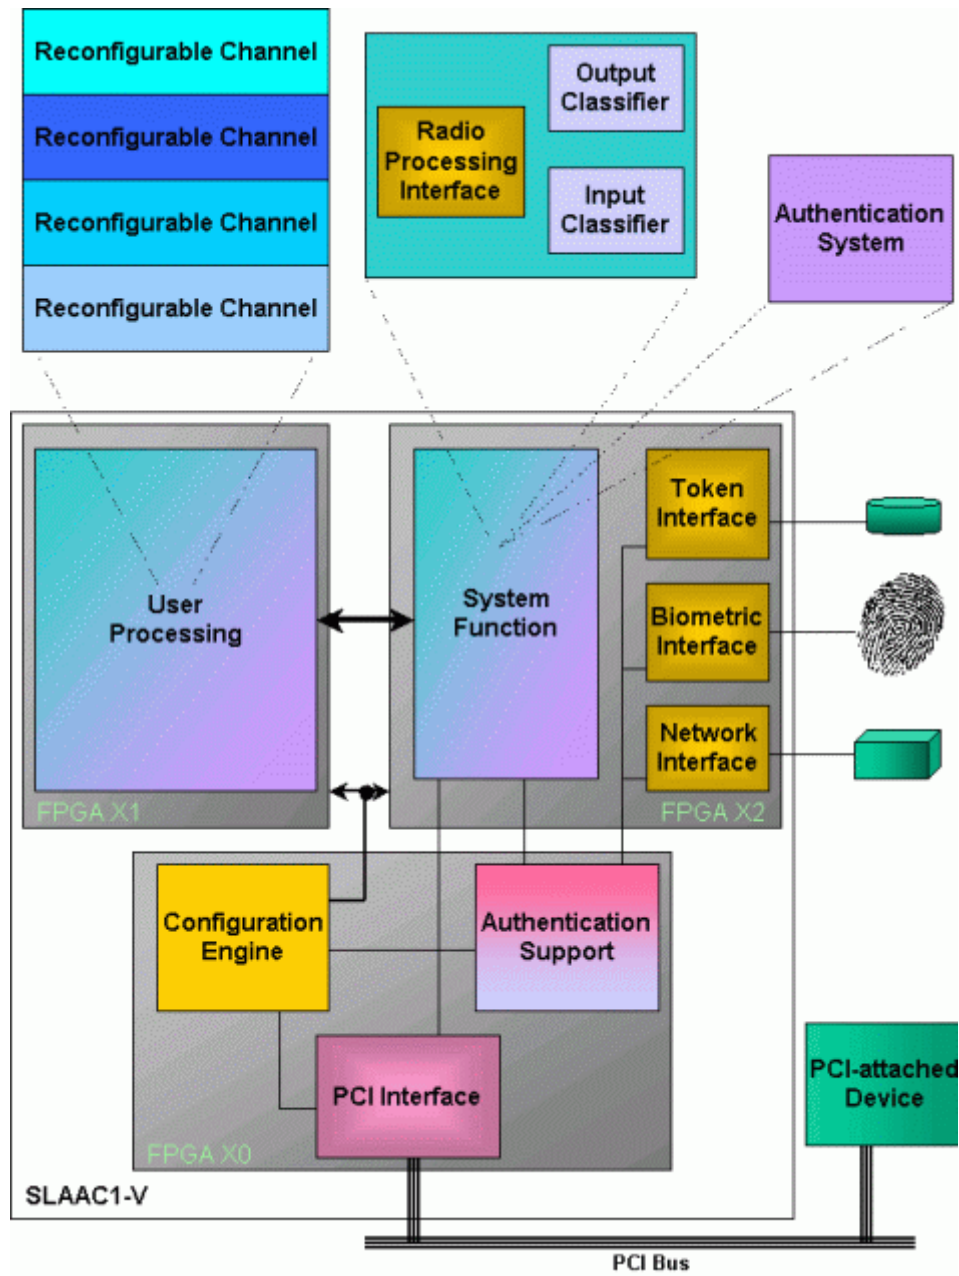 Reconfigurable Channel
Reconfigurable Channel
Reconfigurable Channel
Reconfigurable Channel
Radio
Processing
Interface
Output
Classifier
Input
Classifier
Authentication
System
User
Processing
FPGA X1
System
Function
Token
Interface
Biometric
Interface
Network
Interface
FPGA X2
Configuration
Engine
Authentication
Support
PCI Interface
FPGA X0
SLAAC1-V
PCI-attached
Device
PCI Bus